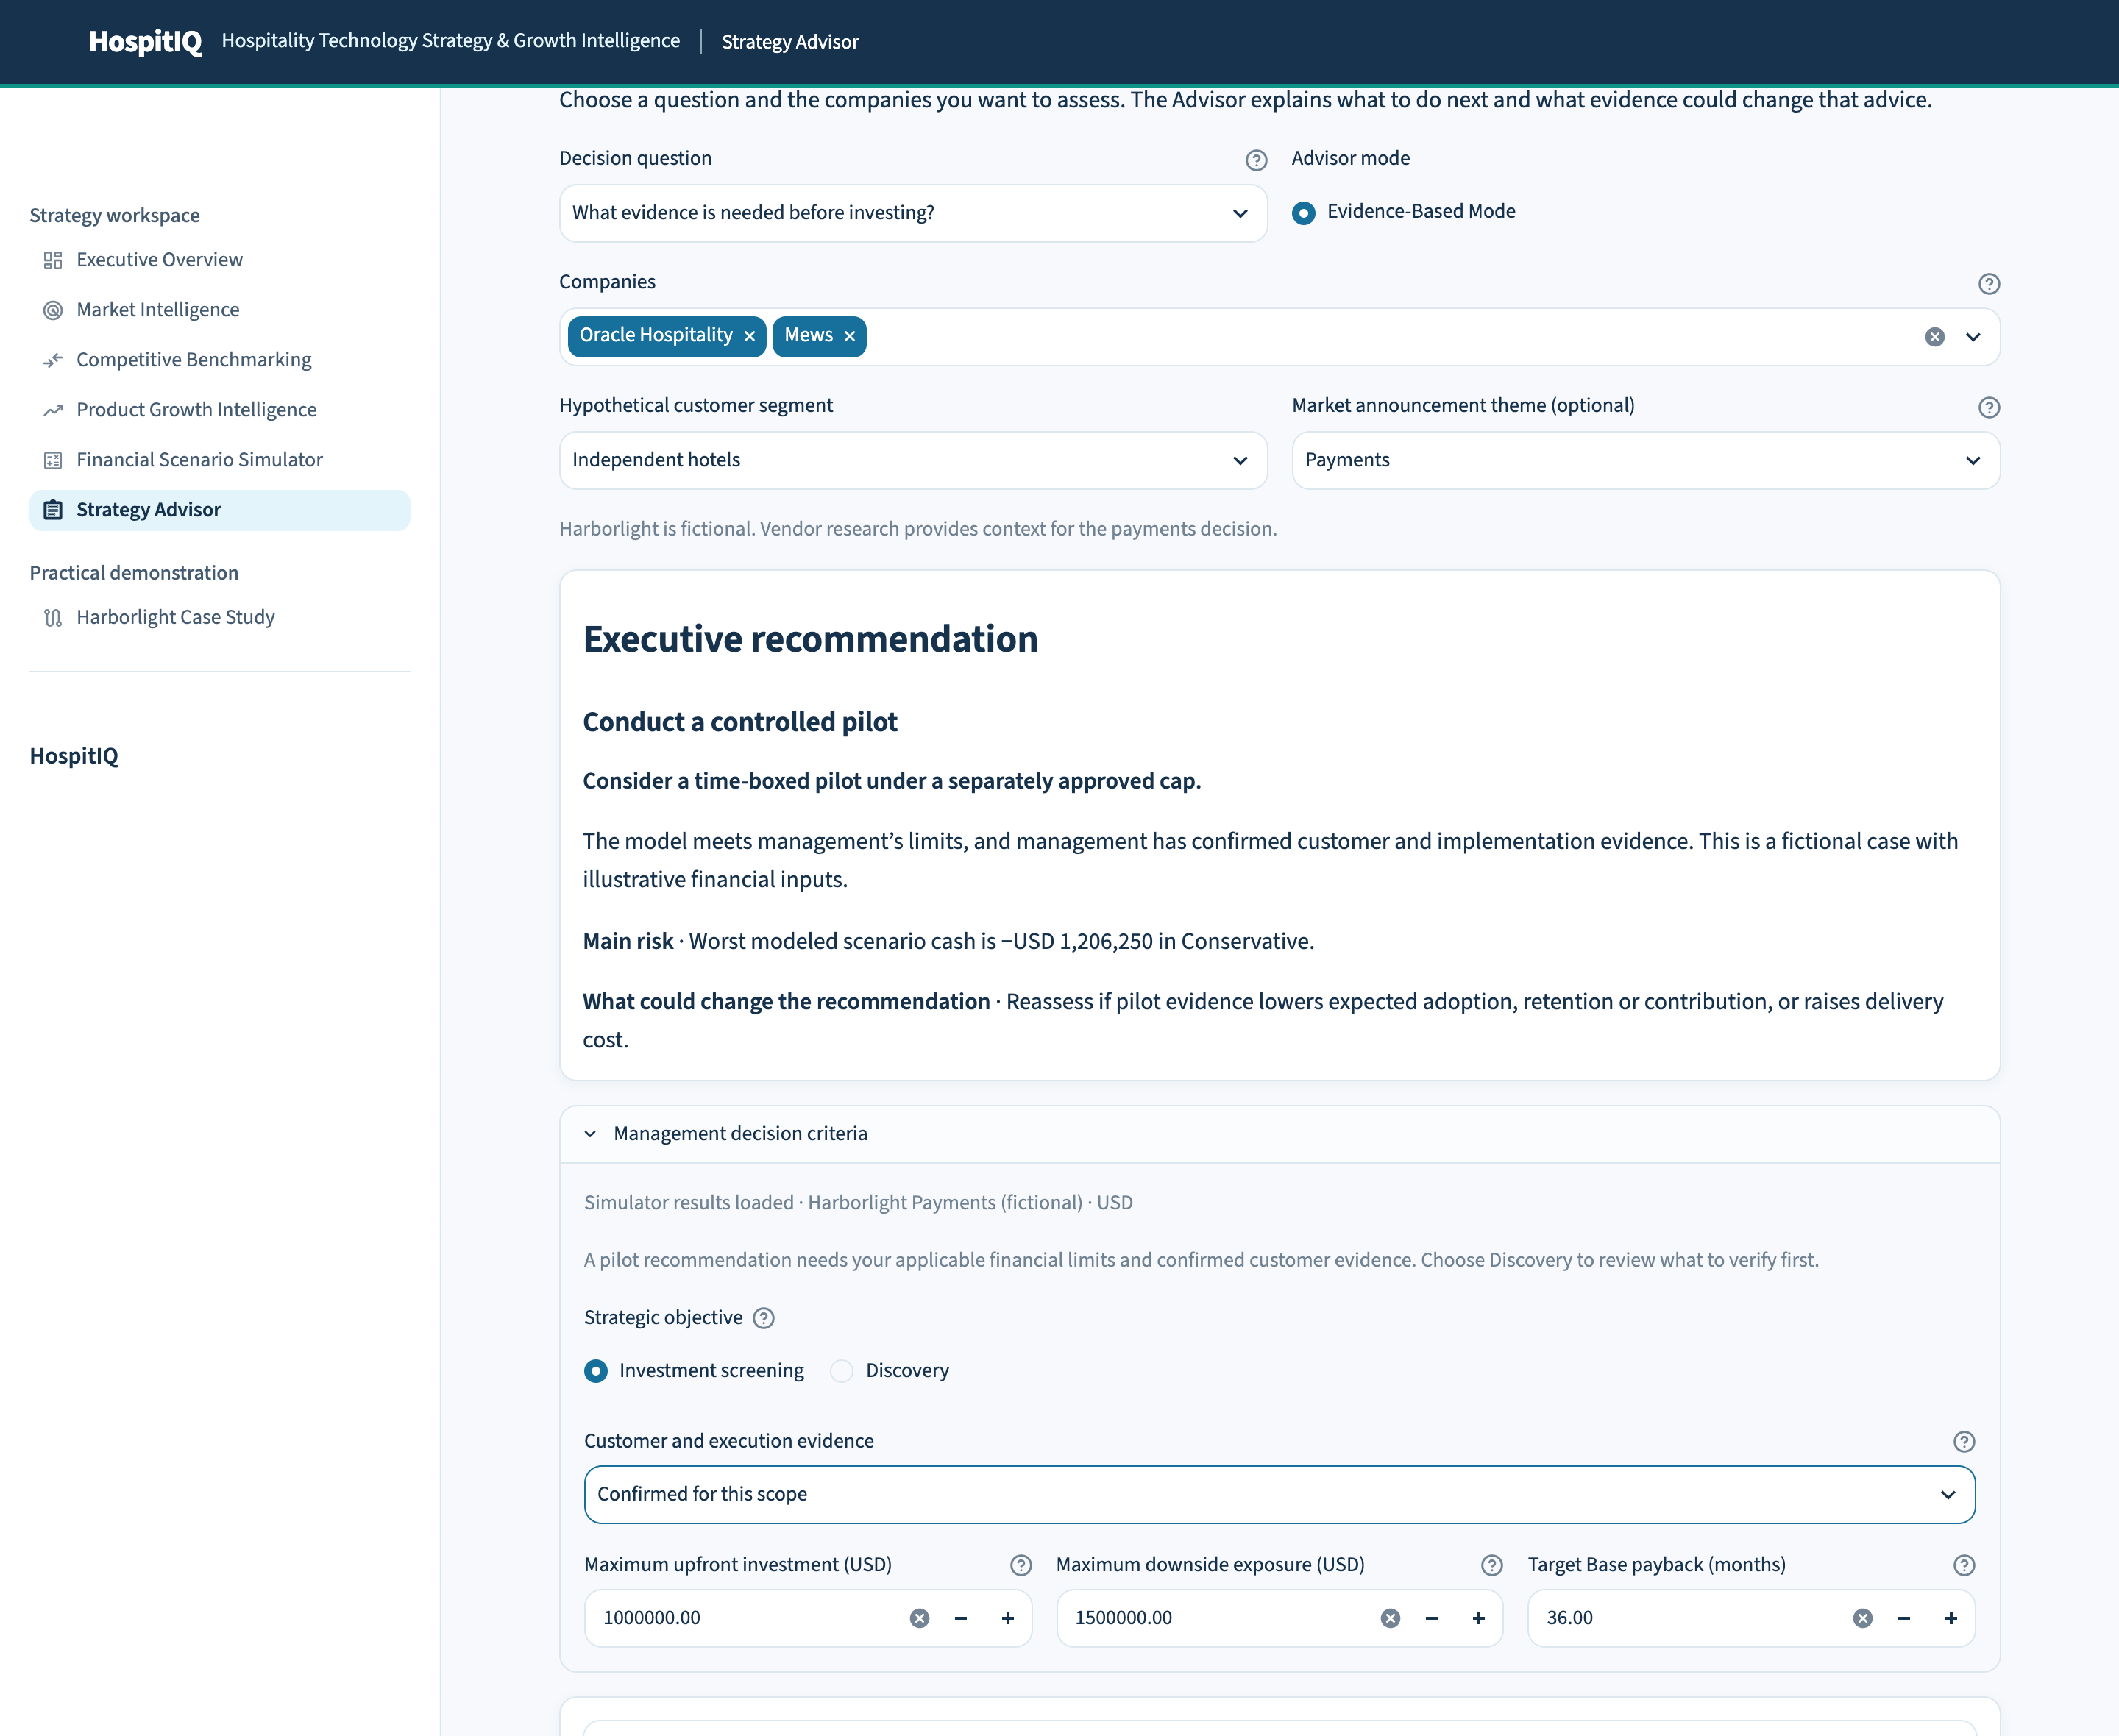 HospitIQ Hospitality Technology Strategy & Growth Intelligence | Strategy Advisor
Strategy workspace
Executive Overview
Market Intelligence
Competitive Benchmarking
Product Growth Intelligence
Financial Scenario Simulator
Strategy Advisor
Practical demonstration
Harborlight Case Study
HospitIQ
Choose a question and the companies you want to assess. The Advisor explains what to do next and what evidence could change that advice.
Decision question
What evidence is needed before investing?
Advisor mode
Evidence-Based Mode
Companies
Oracle Hospitality
Mews
Hypothetical customer segment
Independent hotels
Market announcement theme (optional)
Payments
Harborlight is fictional. Vendor research provides context for the payments decision.
Executive recommendation
Conduct a controlled pilot
Consider a time-boxed pilot under a separately approved cap.
The model meets management’s limits, and management has confirmed customer and implementation evidence. This is a fictional case with
illustrative financial inputs.
Main risk · Worst modeled scenario cash is −USD 1,206,250 in Conservative.
What could change the recommendation · Reassess if pilot evidence lowers expected adoption, retention or contribution, or raises delivery
cost.
Management decision criteria
Simulator results loaded · Harborlight Payments (fictional) · USD
A pilot recommendation needs your applicable financial limits and confirmed customer evidence. Choose Discovery to review what to verify first.
Strategic objective
Investment screening
Discovery
Customer and execution evidence
Confirmed for this scope
Maximum upfront investment (USD)
1000000.00
Maximum downside exposure (USD)
1500000.00
Target Base payback (months)
36.00